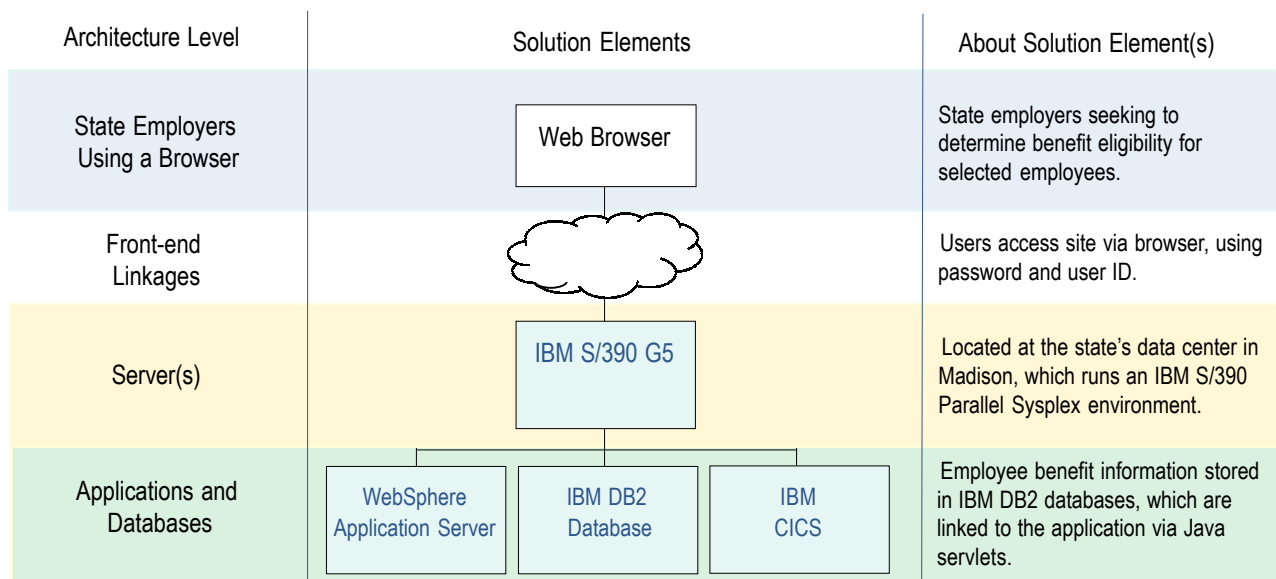 Architecture Level
Solution Elements
About Solution Element(s)
State Employers
Using a Browser
Web Browser
State employers seeking to
determine benefit eligibility for
selected employees.
Front-end
Linkages
Users access site via browser, using
password and user ID.
Server(s)
IBM S/390 G5
Located at the state’s data center in
Madison, which runs an IBM S/390
Parallel Sysplex environment.
Applications and
Databases
WebSphere
Application Server
IBM DB2
Database
IBM
CICS
Employee benefit information stored
in IBM DB2 databases, which are
linked to the application via Java
servlets.